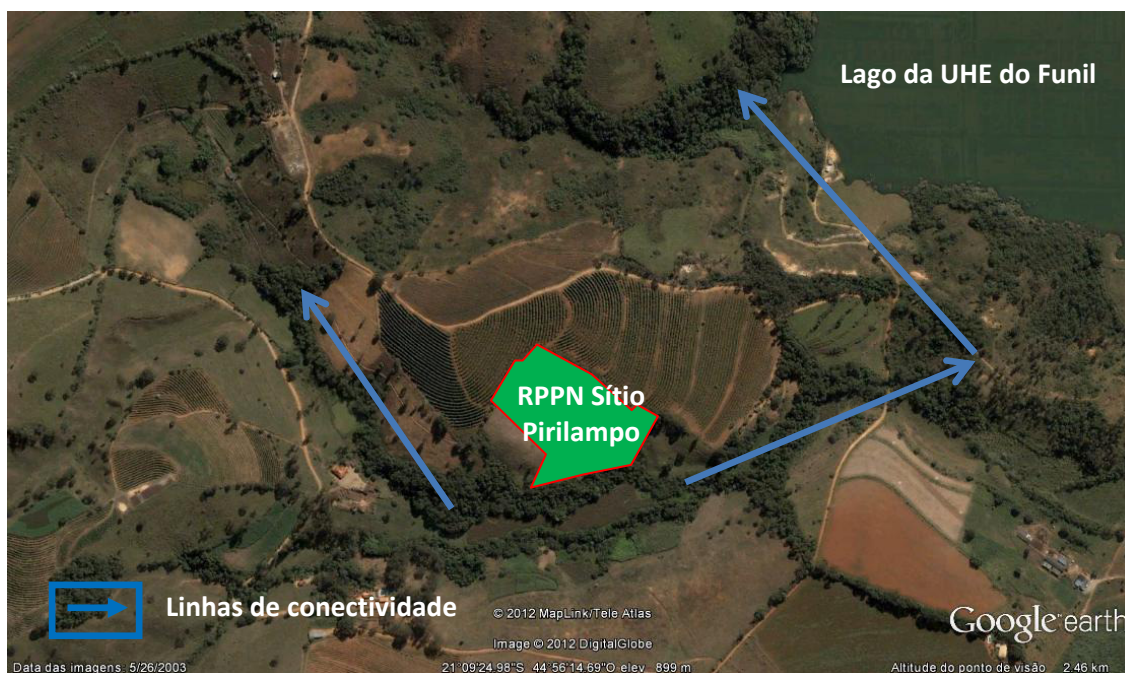 Lago da UHE do Funil
RPPN Sítio
Pirilampo
Linhas de conectividade
© 2012 MapLink/Tele Atlas
Image © 2012 DigitalGlobe
Google earth
Data das imagens: 5/26/2003
21°09'24.98"S 44°56'14.69"O elev 899 m
Altitude do ponto de visão 2.46 km